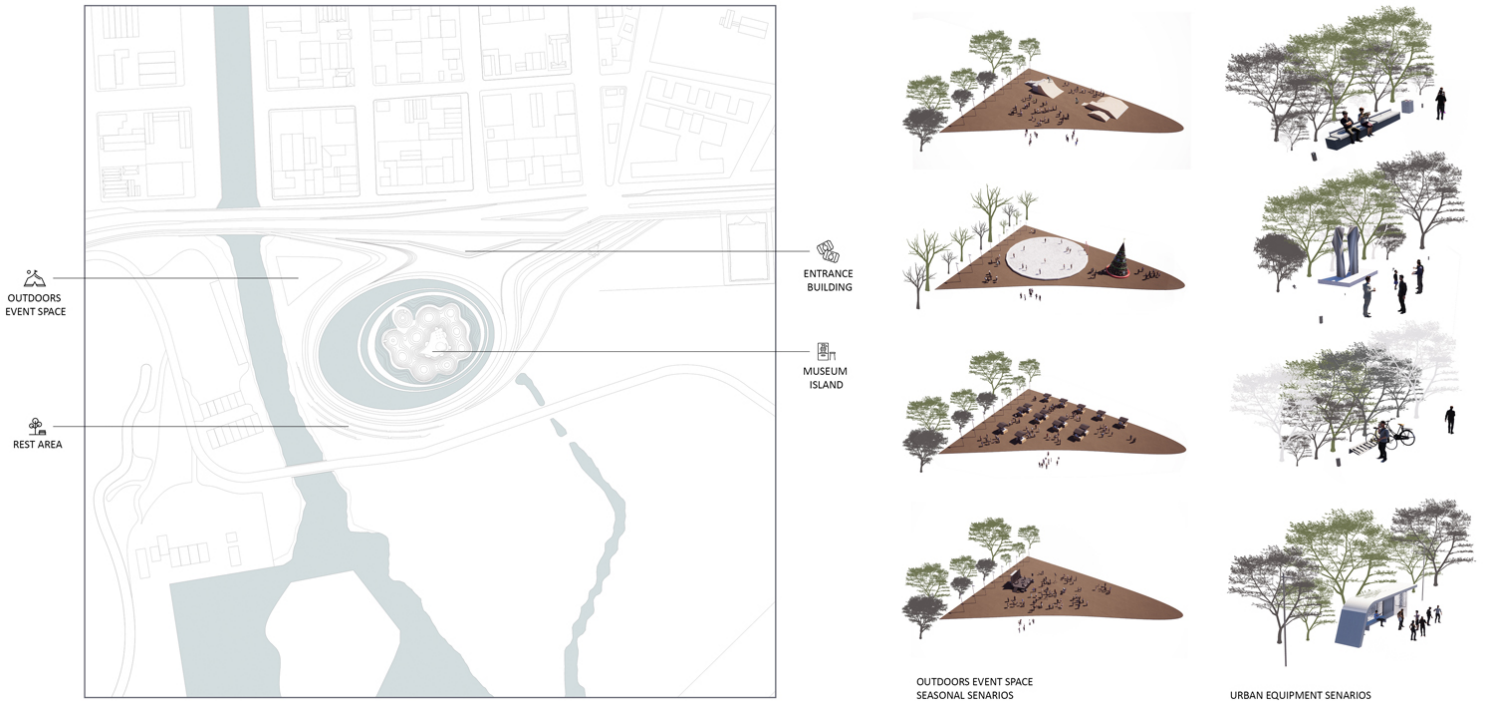 OUTDOORS
EVENT SPACE
REST AREA
ENTRANCE
BUILDING
MUSEUM
ISLAND
OUTDOORS EVENT SPACE
SEASONAL SENARIOS
URBAN EQUIPMENT SENARIOS